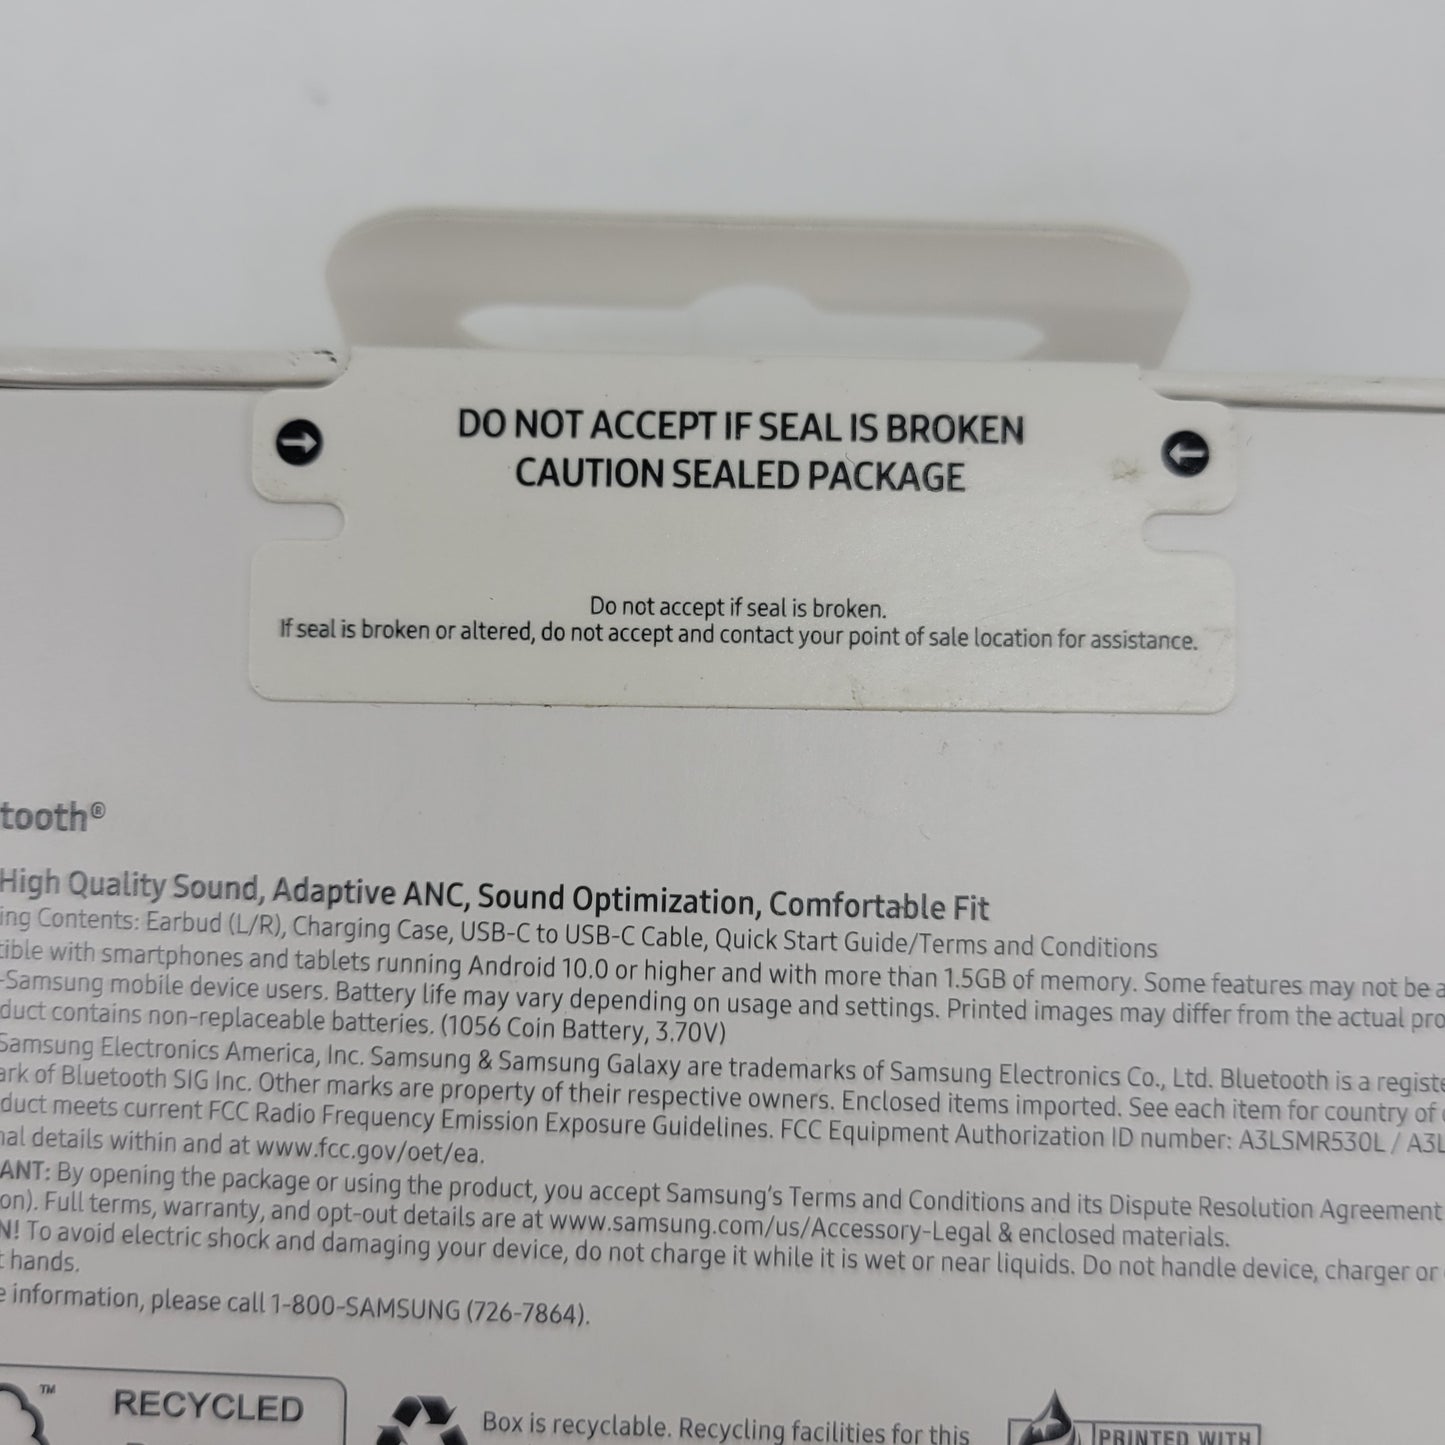 DO NOT ACCEPT IF SEAL IS BROKEN
CAUTION SEALED PACKAGE
Do not accept if seal is broken.
If seal is broken or altered, do not accept and contact your point of sale location for assistance.
tooth®
High Quality Sound, Adaptive ANC, Sound Optimization, Comfortable Fit
ing Contents: Earbud (L/R), Charging Case, USB-C to USB-C Cable, Quick Start Guide/Terms and Conditions
tible with smartphones and tablets running Android 10.0 or higher and with more than 1.5GB of memory. Some features may not be a
-Samsung mobile device users. Battery life may vary depending on usage and settings. Printed images may differ from the actual pro
duct contains non-replaceable batteries. (1056 Coin Battery, 3.70V)
Samsung Electronics America, Inc. Samsung & Samsung Galaxy are trademarks of Samsung Electronics Co., Ltd. Bluetooth is a registe
ark of Bluetooth SIG Inc. Other marks are property of their respective owners. Enclosed items imported. See each item for country of
duct meets current FCC Radio Frequency Emission Exposure Guidelines. FCC Equipment Authorization ID number: A3LSMR530L / A3L
nal details within and at www.fcc.gov/oet/ea.
ANT: By opening the package or using the product, you accept Samsung's Terms and Conditions and its Dispute Resolution Agreement
on). Full terms, warranty, and opt-out details are at www.samsung.com/us/Accessory-Legal & enclosed materials.
N! To avoid electric shock and damaging your device, do not charge it while it is wet or near liquids. Do not handle device, charger or
t hands.
e information, please call 1-800-SAMSUNG (726-7864).
TM
RECYCLED
Box is recyclable. Recycling facilities for this
PRINTED WITH